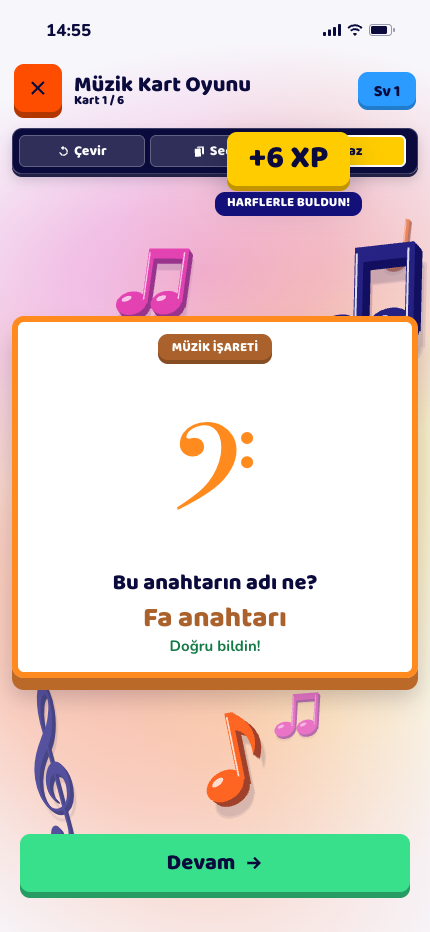 14:55
Müzik Kart Oyunu
Kart 1 / 6
Sv 1
Çevir
+6 XP
HARFLERLE BULDUN!
MÜZİK İŞARETİ
Bu anahtarın adı ne?
Fa anahtarı
Doğru bildin!
Devam →